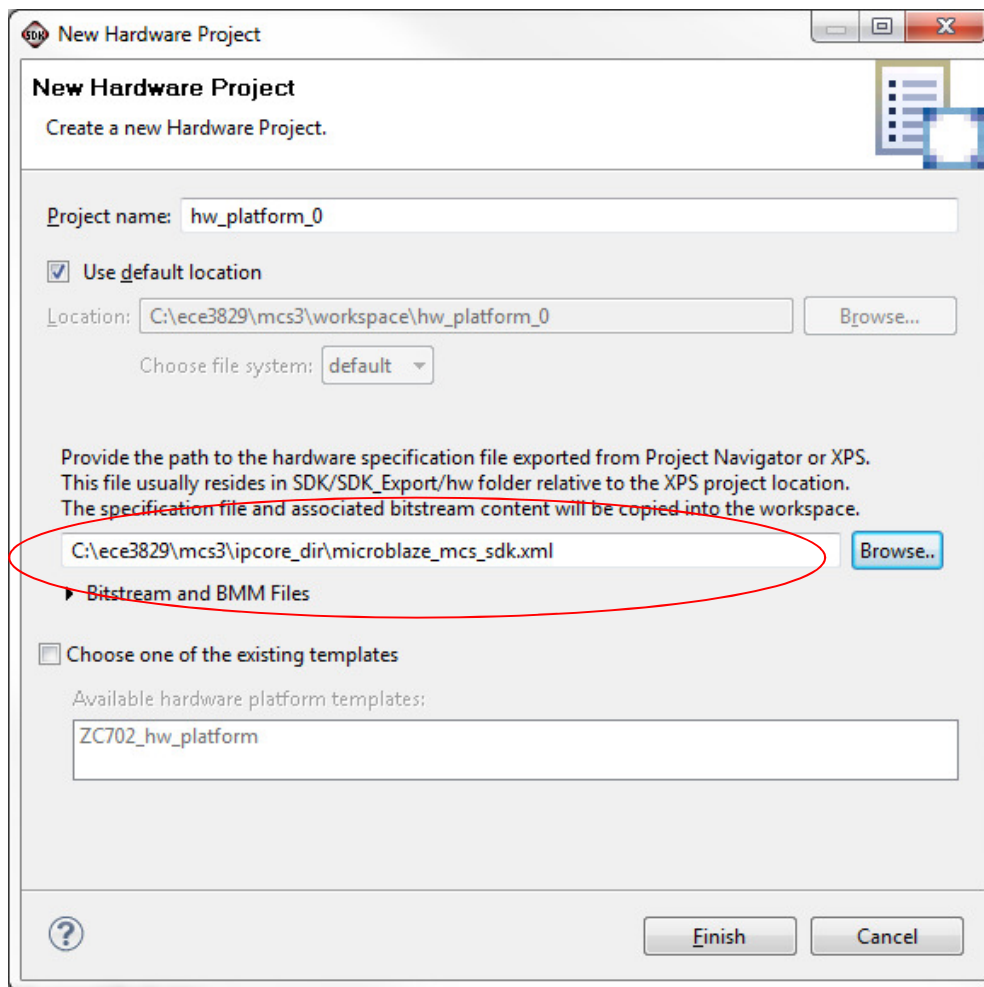 SDK New Hardware Project
New Hardware Project
Create a new Hardware Project.
Project name: hw_platform_0
Use default location
Location: C:\ece3829\mcs3\workspace\hw_platform_0 Browse...
Choose file system: default
Provide the path to the hardware specification file exported from Project Navigator or XPS.
This file usually resides in SDK/SDK_Export/hw folder relative to the XPS project location.
The specification file and associated bitstream content will be copied into the workspace.
C:\ece3829\mcs3\ipcore_dir\microblaze_mcs_sdk.xml Browse..
Bitstream and BMM Files
Choose one of the existing templates
Available hardware platform templates:
ZC702_hw_platform
? Finish Cancel